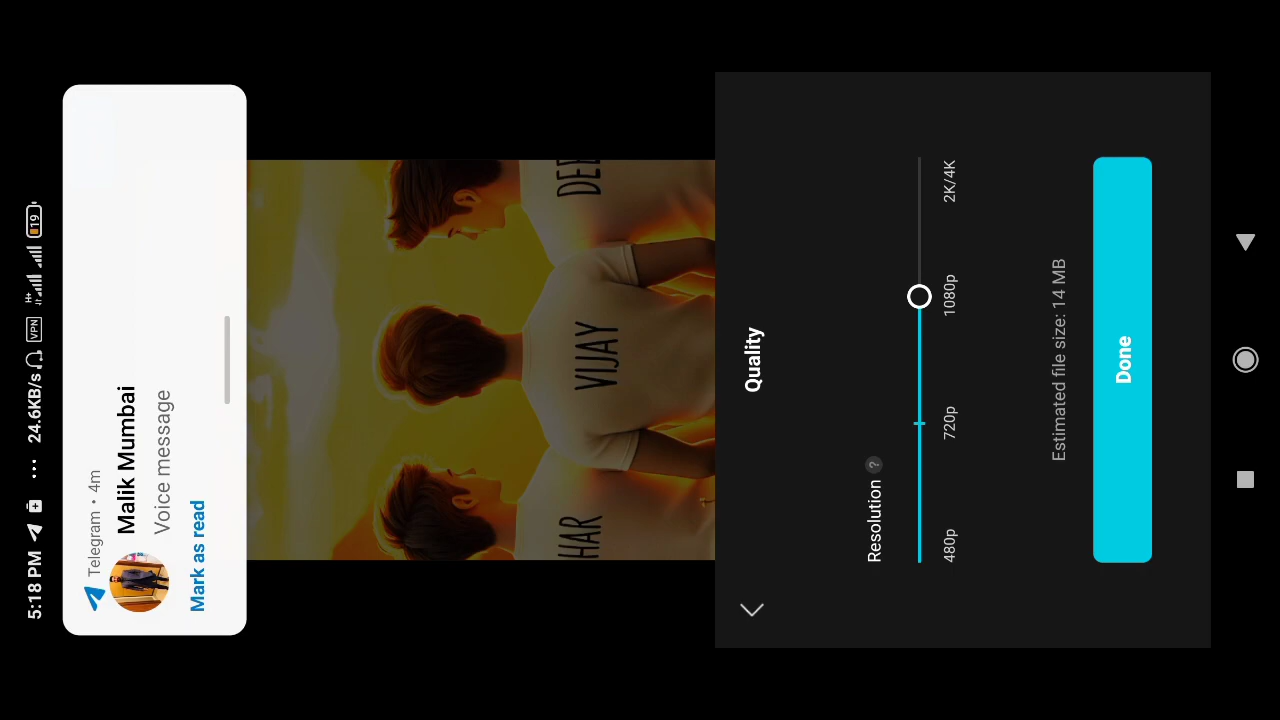 5:18 PM ... 24.6KB/s VPN H+ 19
Telegram • 4m
Malik Mumbai
Voice message
Mark as read
HAR
VIJAY
DEE
Quality
Resolution ?
480p 720p 1080p 2K/4K
Estimated file size: 14 MB
Done